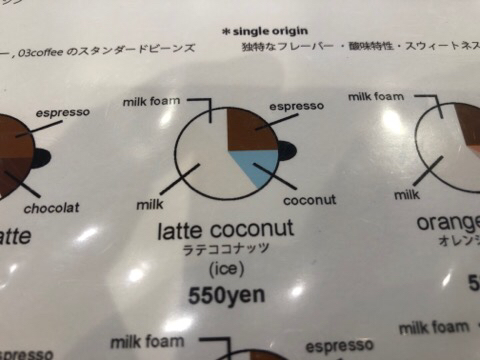 *single origin
ー , 03coffee のスタンダードビーンズ
独特なフレーバー ・酸味特性・スウィートネス
espresso
chocolat
atte
milk foam
espresso
milk
coconut
latte coconut
ラテココナッツ
(ice)
550yen
milk foam
milk
orange
オレンジ
5
espresso
milk foam
espresso
milk foam